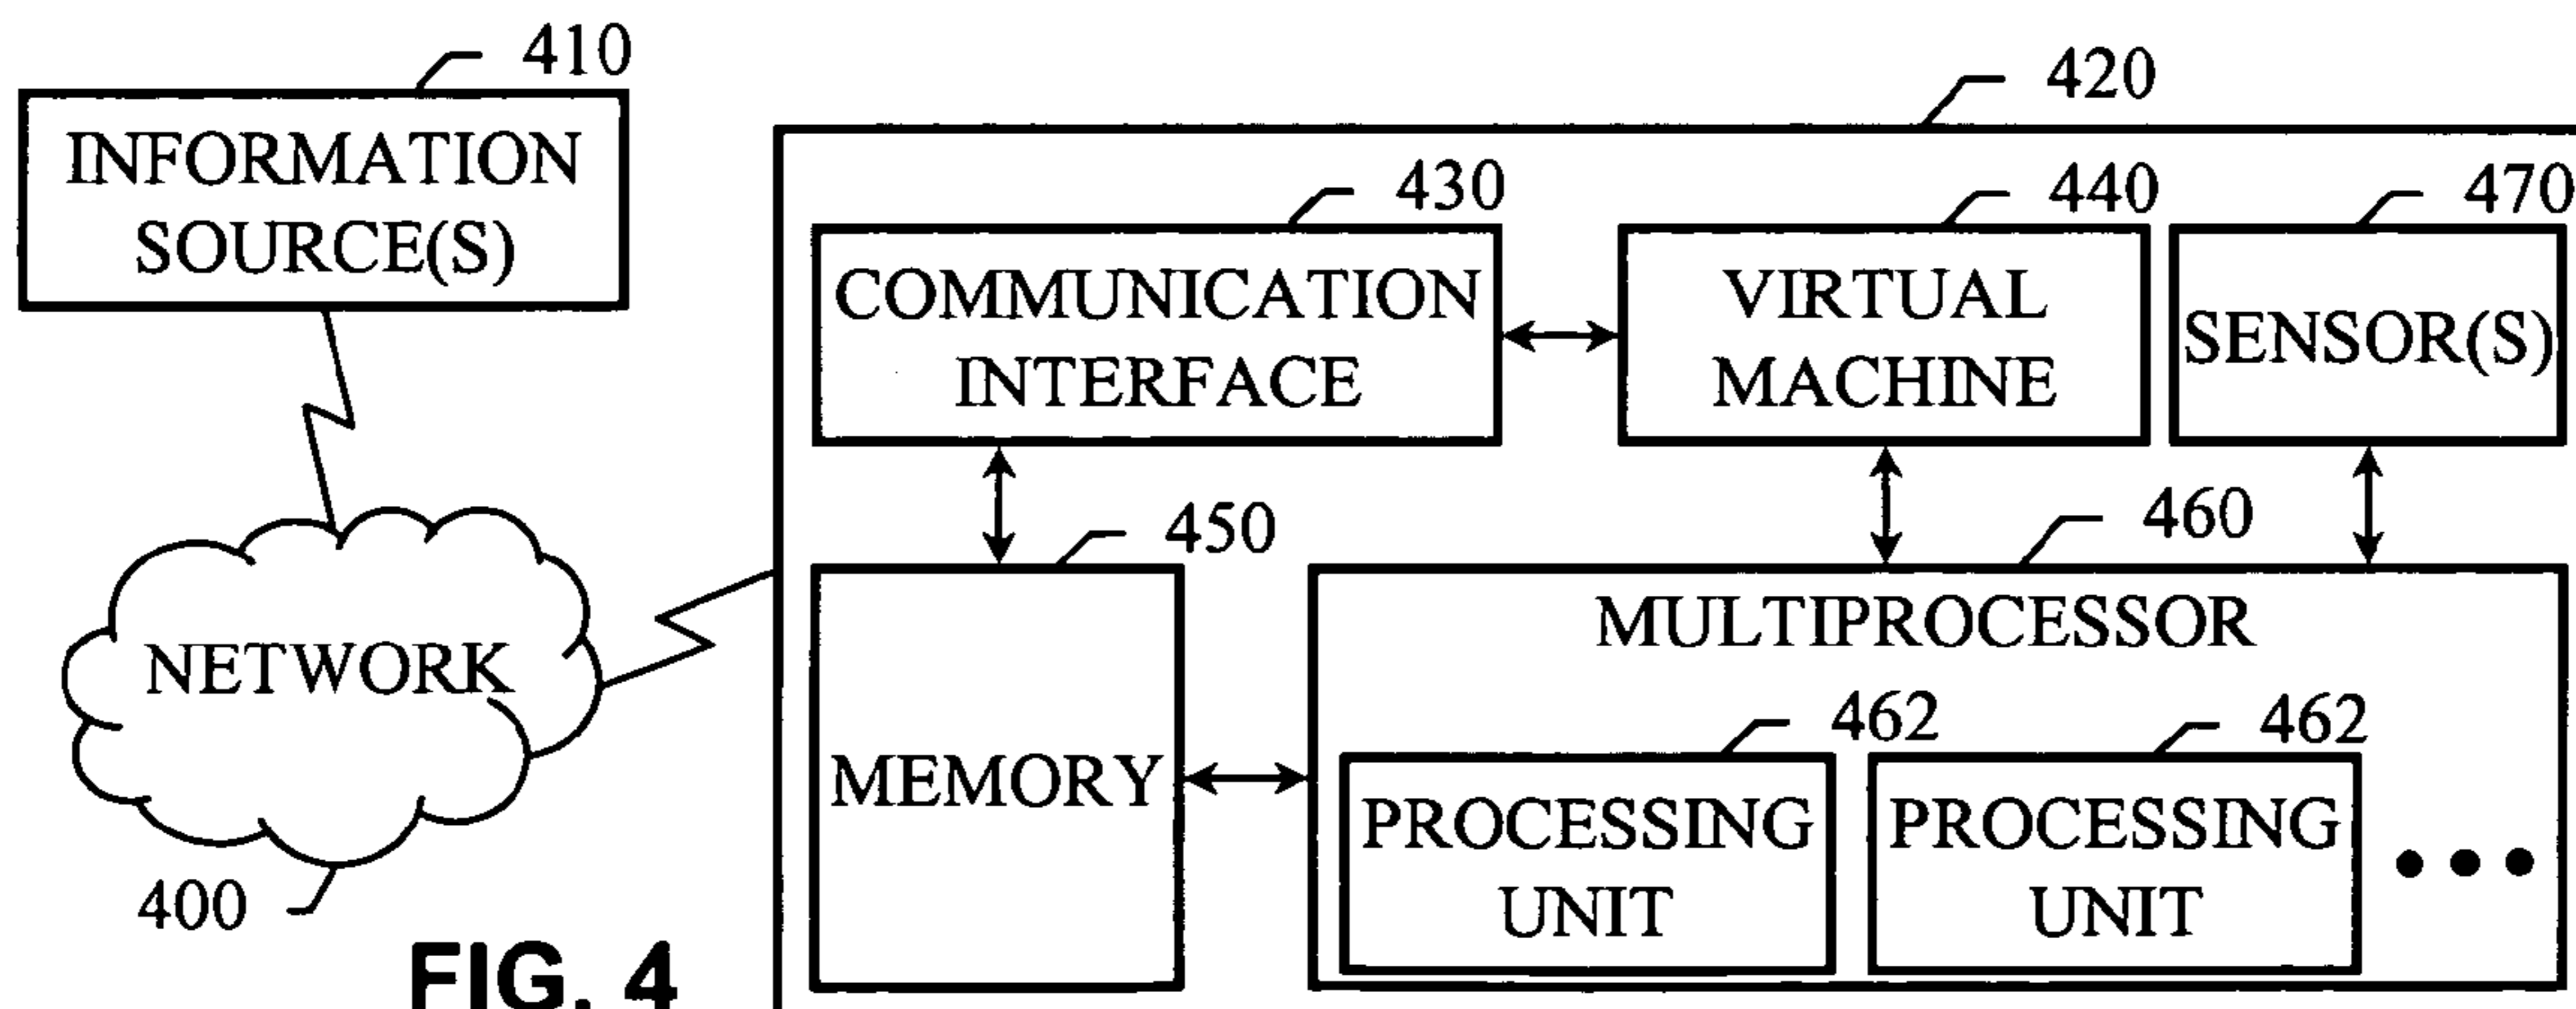 410
INFORMATION
SOURCE(S)
420
430
440
470
COMMUNICATION
INTERFACE
VIRTUAL
MACHINE
SENSOR(S)
450
460
NETWORK
MEMORY
MULTIPROCESSOR
462
462
PROCESSING
UNIT
PROCESSING
UNIT
400
FIG. 4